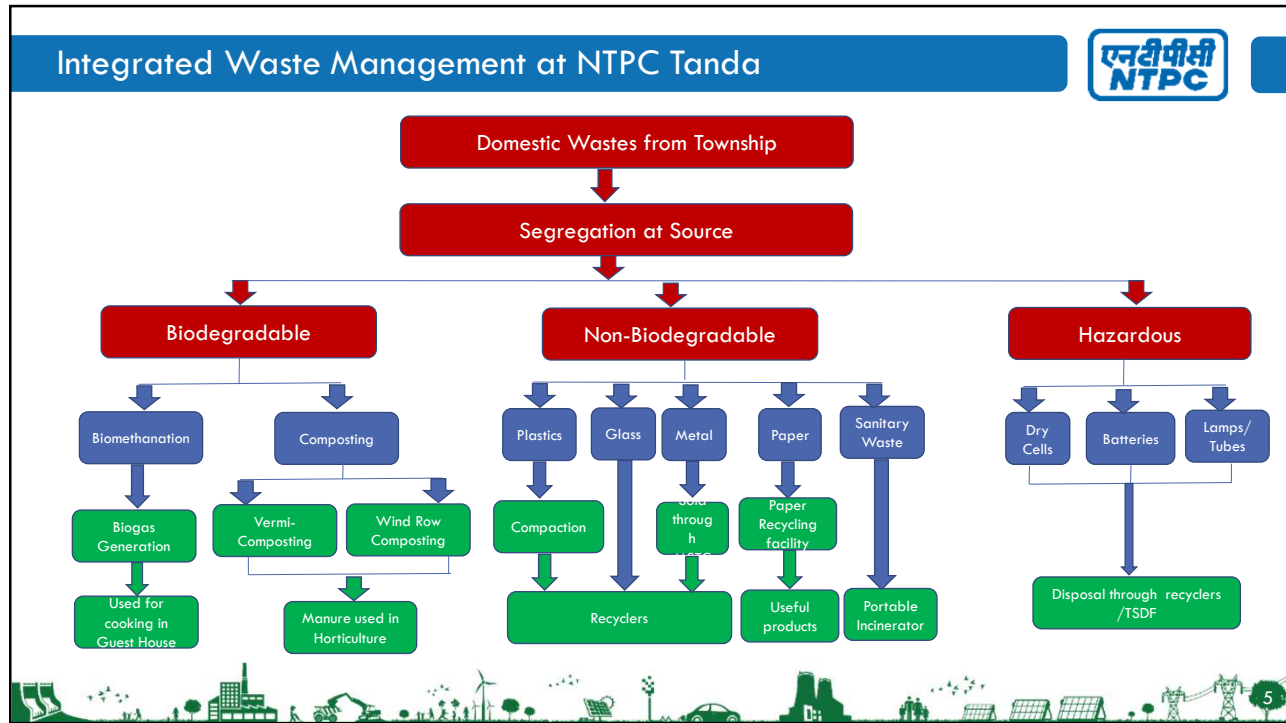 Integrated Waste Management at NTPC Tanda
एनटीपीसी
NTPC
Domestic Wastes from Township
Segregation at Source
Biodegradable
Non-Biodegradable
Hazardous
Biomethanation
Composting
Plastics
Glass
Metal
Paper
Sanitary
Waste
Dry
Cells
Batteries
Lamps/
Tubes
Biogas
Generation
Vermi-
Composting
Wind Row
Composting
Compaction
through
h
Paper
Recycling
facility
Used for
cooking in
Guest House
Manure used in
Horticulture
Recyclers
Useful
products
Portable
Incinerator
Disposal through recyclers
/TSDF
5